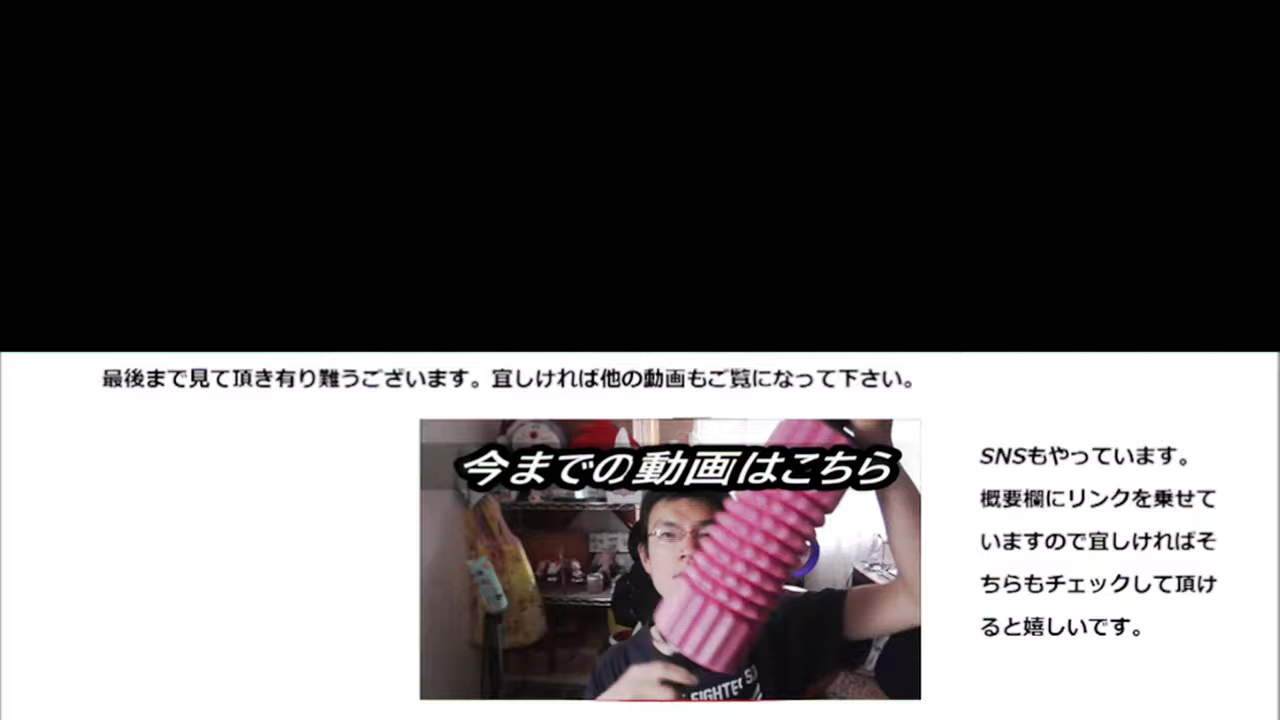 最後まで見て頂き有り難うございます。宜しければ他の動画もご覧になって下さい。
今までの動画はこちら
SNSもやっています。
概要欄にリンクを乗せて
いますので宜しければそ
ちらもチェックして頂け
ると嬉しいです。
FIGHTE